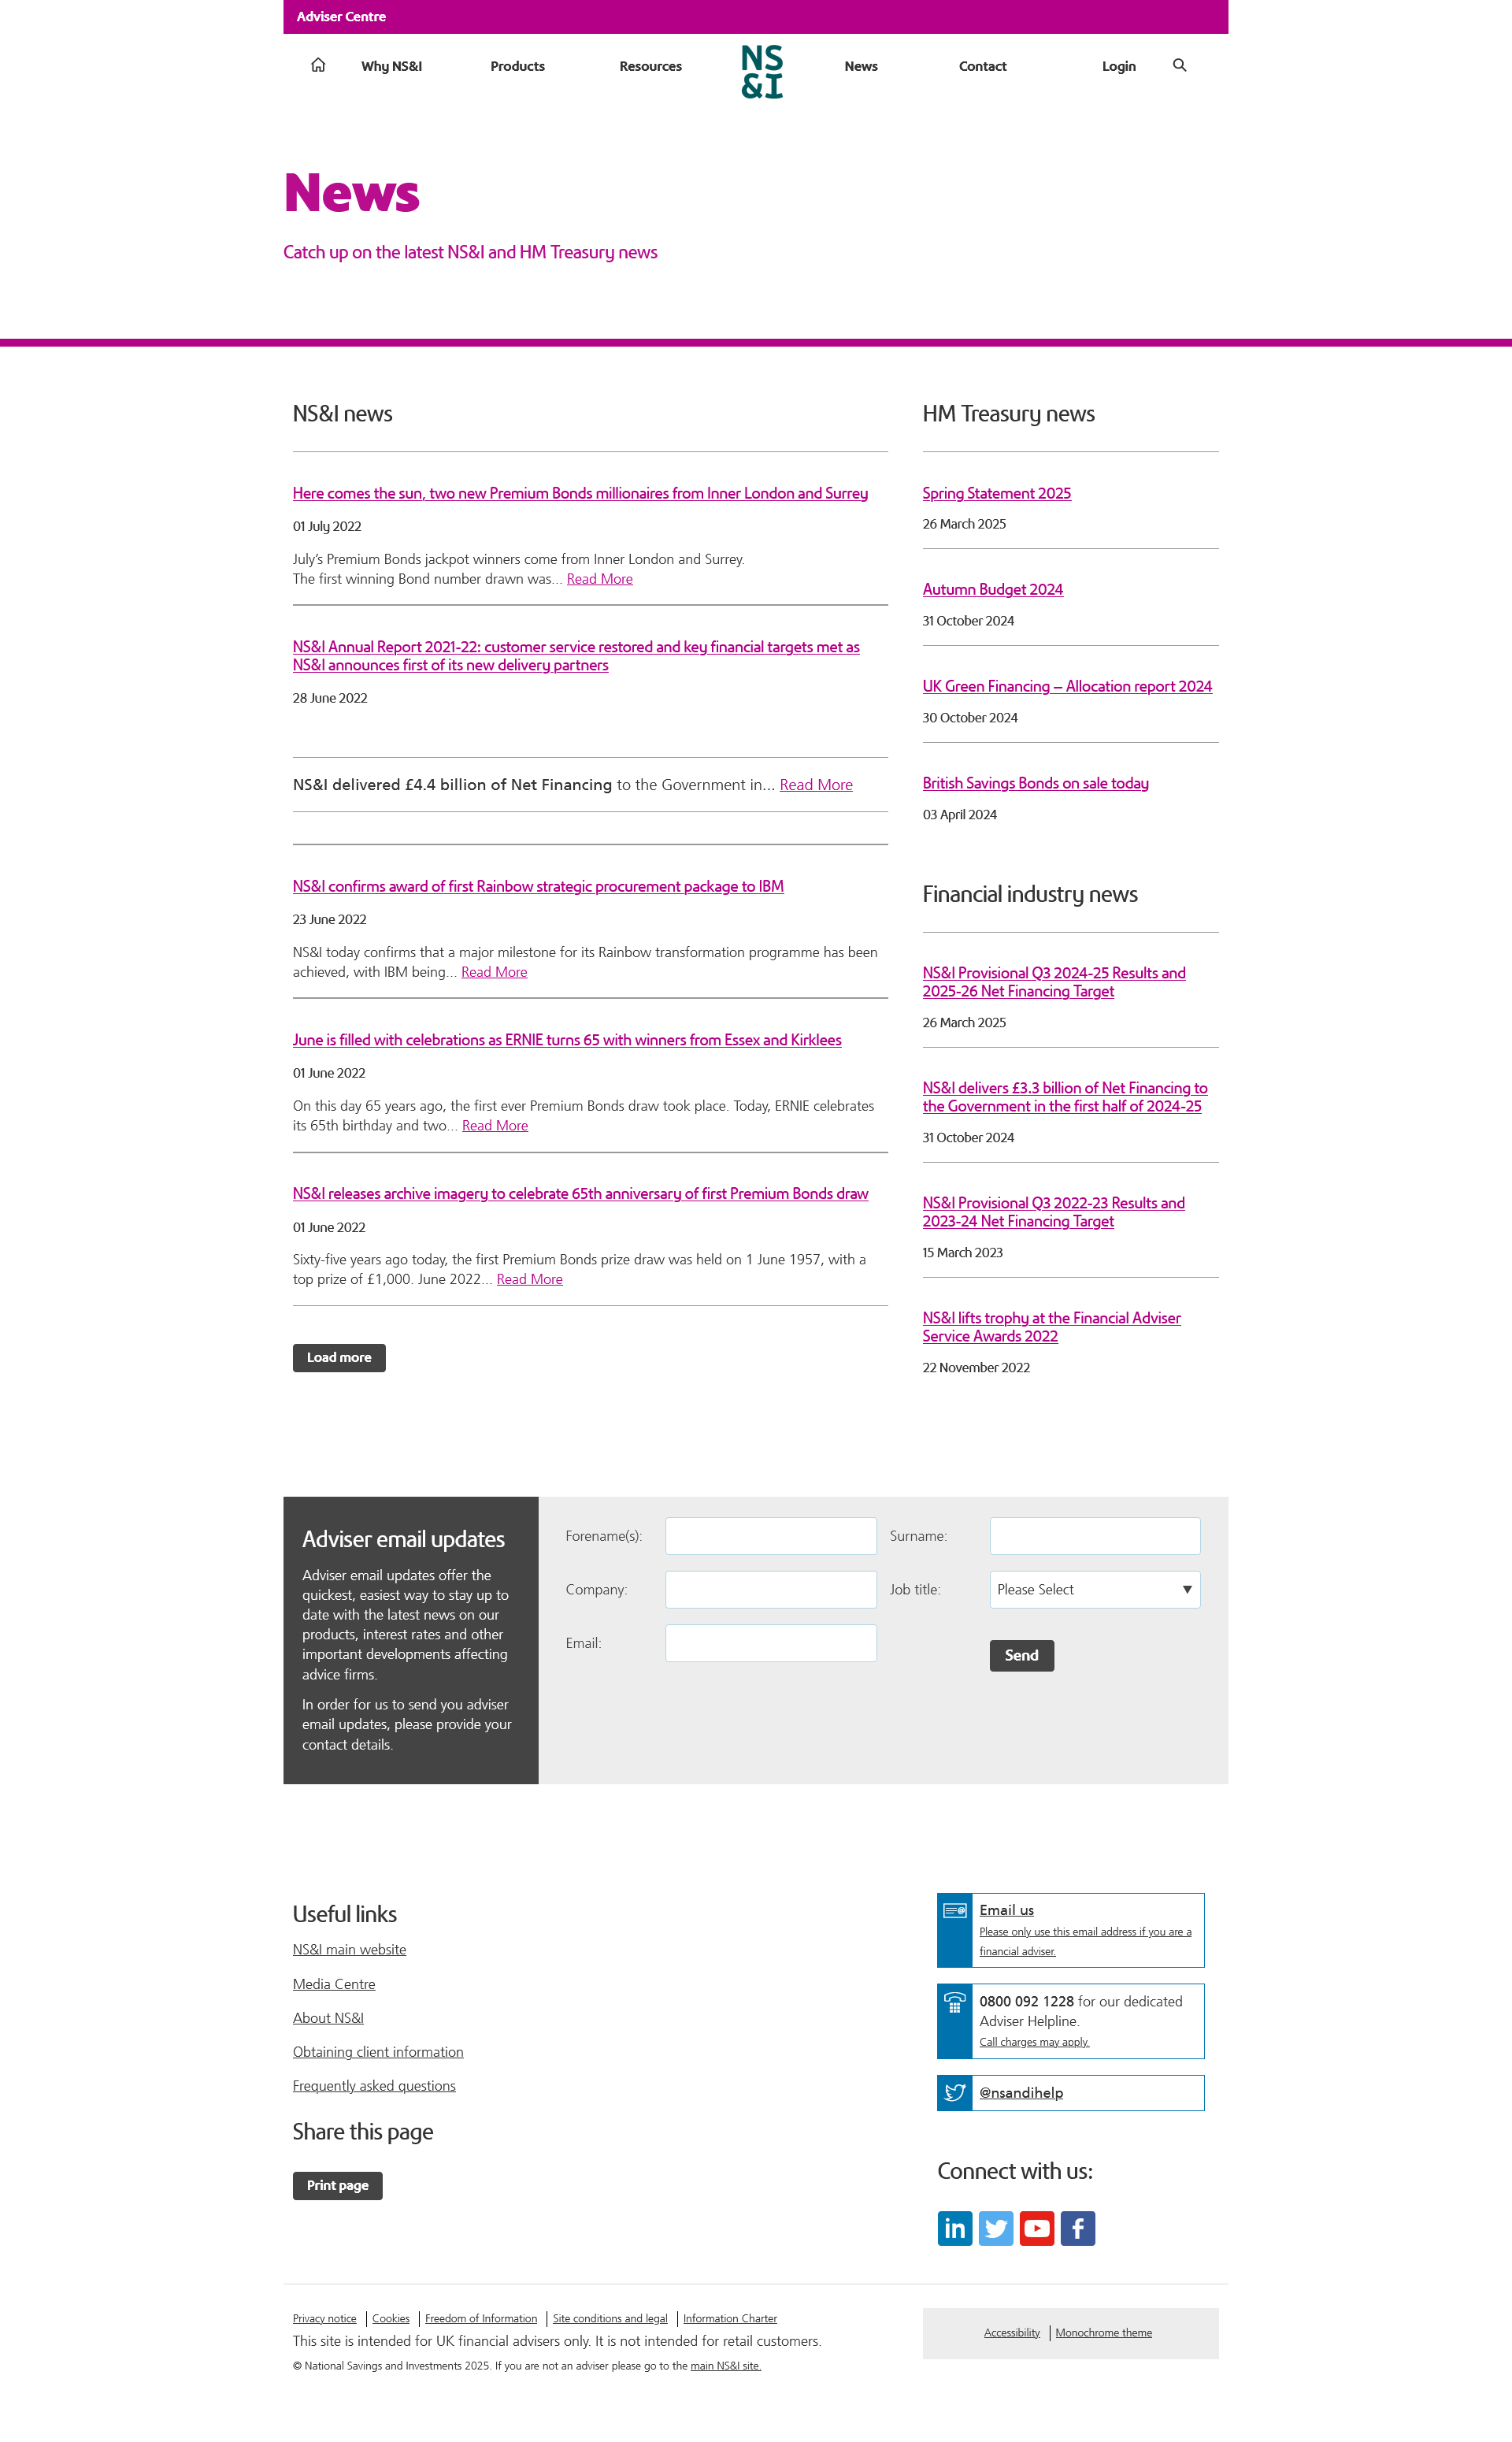 Adviser Centre
Why NS&I
Products
Resources
NS
&I
News
Contact
Login
News
Catch up on the latest NS&I and HM Treasury news
NS&I news
Here comes the sun, two new Premium Bonds millionaires from Inner London and Surrey
01 July 2022
July’s Premium Bonds jackpot winners come from Inner London and Surrey.
The first winning Bond number drawn was... Read More
NS&I Annual Report 2021-22: customer service restored and key financial targets met as
NS&I announces first of its new delivery partners
28 June 2022
NS&I delivered £4.4 billion of Net Financing to the Government in... Read More
NS&I confirms award of first Rainbow strategic procurement package to IBM
23 June 2022
NS&I today confirms that a major milestone for its Rainbow transformation programme has been
achieved, with IBM being... Read More
June is filled with celebrations as ERNIE turns 65 with winners from Essex and Kirklees
01 June 2022
On this day 65 years ago, the first ever Premium Bonds draw took place. Today, ERNIE celebrates
its 65th birthday and two... Read More
NS&I releases archive imagery to celebrate 65th anniversary of first Premium Bonds draw
01 June 2022
Sixty-five years ago today, the first Premium Bonds prize draw was held on 1 June 1957, with a
top prize of £1,000. June 2022... Read More
Load more
HM Treasury news
Spring Statement 2025
26 March 2025
Autumn Budget 2024
31 October 2024
UK Green Financing – Allocation report 2024
30 October 2024
British Savings Bonds on sale today
03 April 2024
Financial industry news
NS&I Provisional Q3 2024-25 Results and
2025-26 Net Financing Target
26 March 2025
NS&I delivers £3.3 billion of Net Financing to
the Government in the first half of 2024-25
31 October 2024
NS&I Provisional Q3 2022-23 Results and
2023-24 Net Financing Target
15 March 2023
NS&I lifts trophy at the Financial Adviser
Service Awards 2022
22 November 2022
Adviser email updates
Adviser email updates offer the
quickest, easiest way to stay up to
date with the latest news on our
products, interest rates and other
important developments affecting
advice firms.
In order for us to send you adviser
email updates, please provide your
contact details.
Forename(s):
Surname:
Company:
Job title:
Please Select
Email:
Send
Useful links
NS&I main website
Media Centre
About NS&I
Obtaining client information
Frequently asked questions
Share this page
Print page
Email us
Please only use this email address if you are a
financial adviser.
0800 092 1228 for our dedicated
Adviser Helpline.
Call charges may apply.
@nsandihelp
Connect with us:
Privacy notice
Cookies
Freedom of Information
Site conditions and legal
Information Charter
This site is intended for UK financial advisers only. It is not intended for retail customers.
© National Savings and Investments 2025. If you are not an adviser please go to the main NS&I site.
Accessibility
Monochrome theme